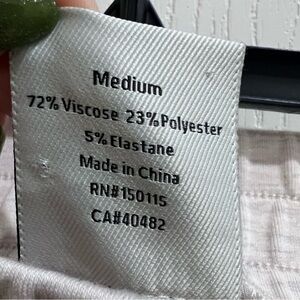 Medium
72% Viscose 23% Polyester
5% Elastane
Made in China
RN#150115
CA#40482